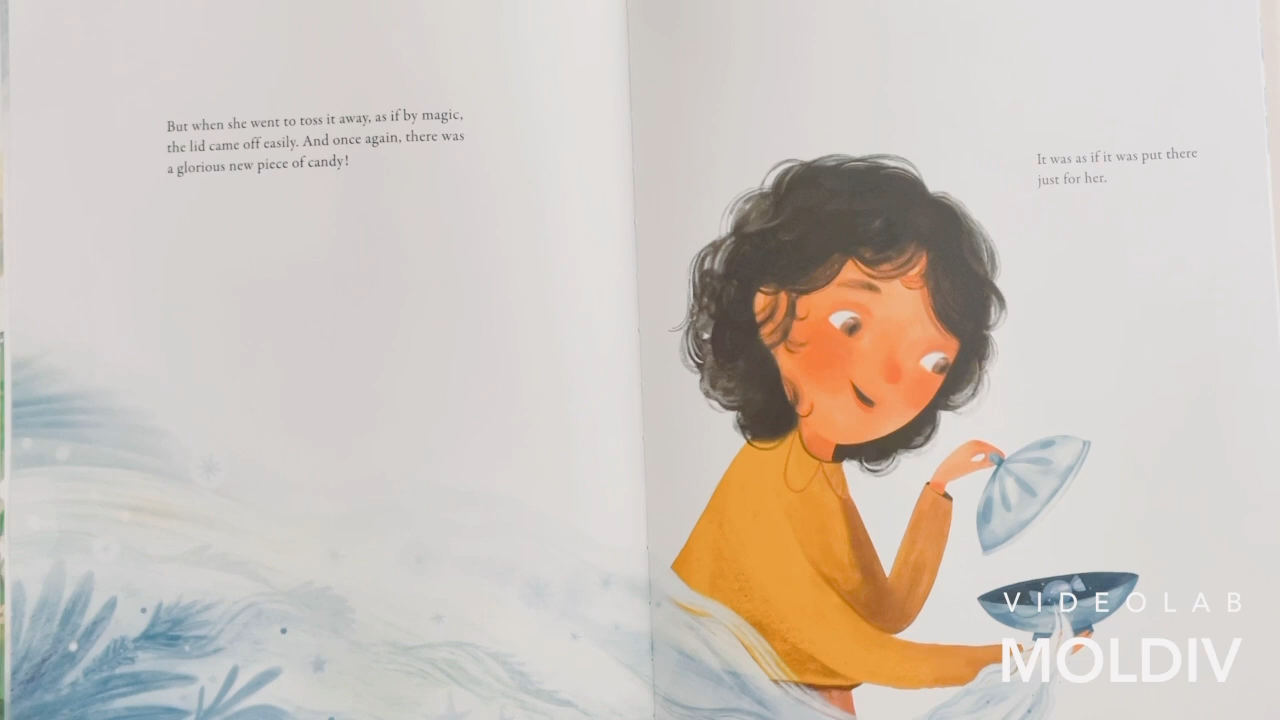 But when she went to toss it away, as if by magic,
the lid came off easily. And once again, there was
a glorious new piece of candy!
It was as if it was put there
just for her.
VIDEOLAB
MOLDIV